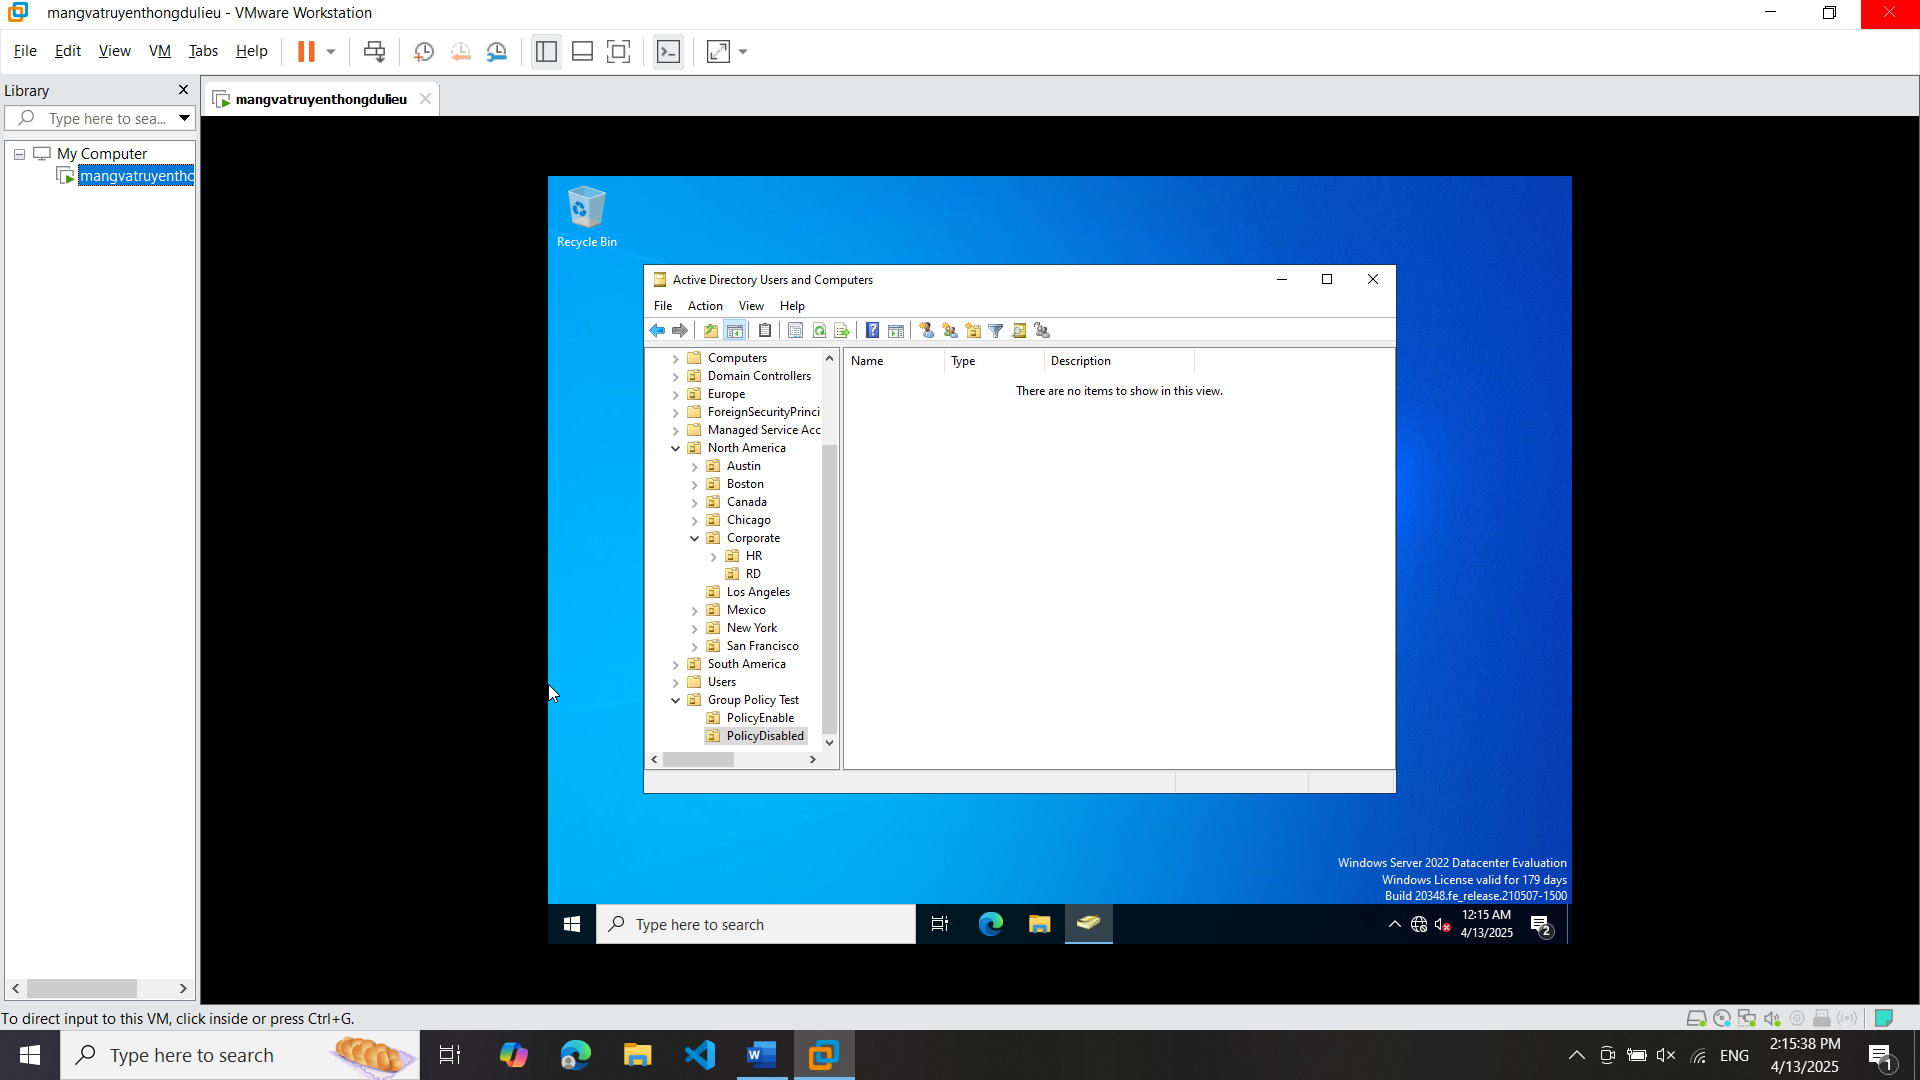 mangvatruyenthongdulieu - VMware Workstation
File Edit View VM Tabs Help
Library
Type here to sea...
My Computer
mangvatruyentho
mangvatruyenthongdulieu
Recycle Bin
Active Directory Users and Computers
File Action View Help
Computers
Domain Controllers
Europe
ForeignSecurityPrinci
Managed Service Acc
North America
Austin
Boston
Canada
Chicago
Corporate
HR
RD
Los Angeles
Mexico
New York
San Francisco
South America
Users
Group Policy Test
PolicyEnable
PolicyDisabled
Name Type Description
There are no items to show in this view.
Windows Server 2022 Datacenter Evaluation
Windows License valid for 179 days
Build 20348.fe_release.210507-1500
Type here to search
12:15 AM
4/13/2025
2
To direct input to this VM, click inside or press Ctrl+G.
Type here to search
ENG
2:15:38 PM
4/13/2025
1